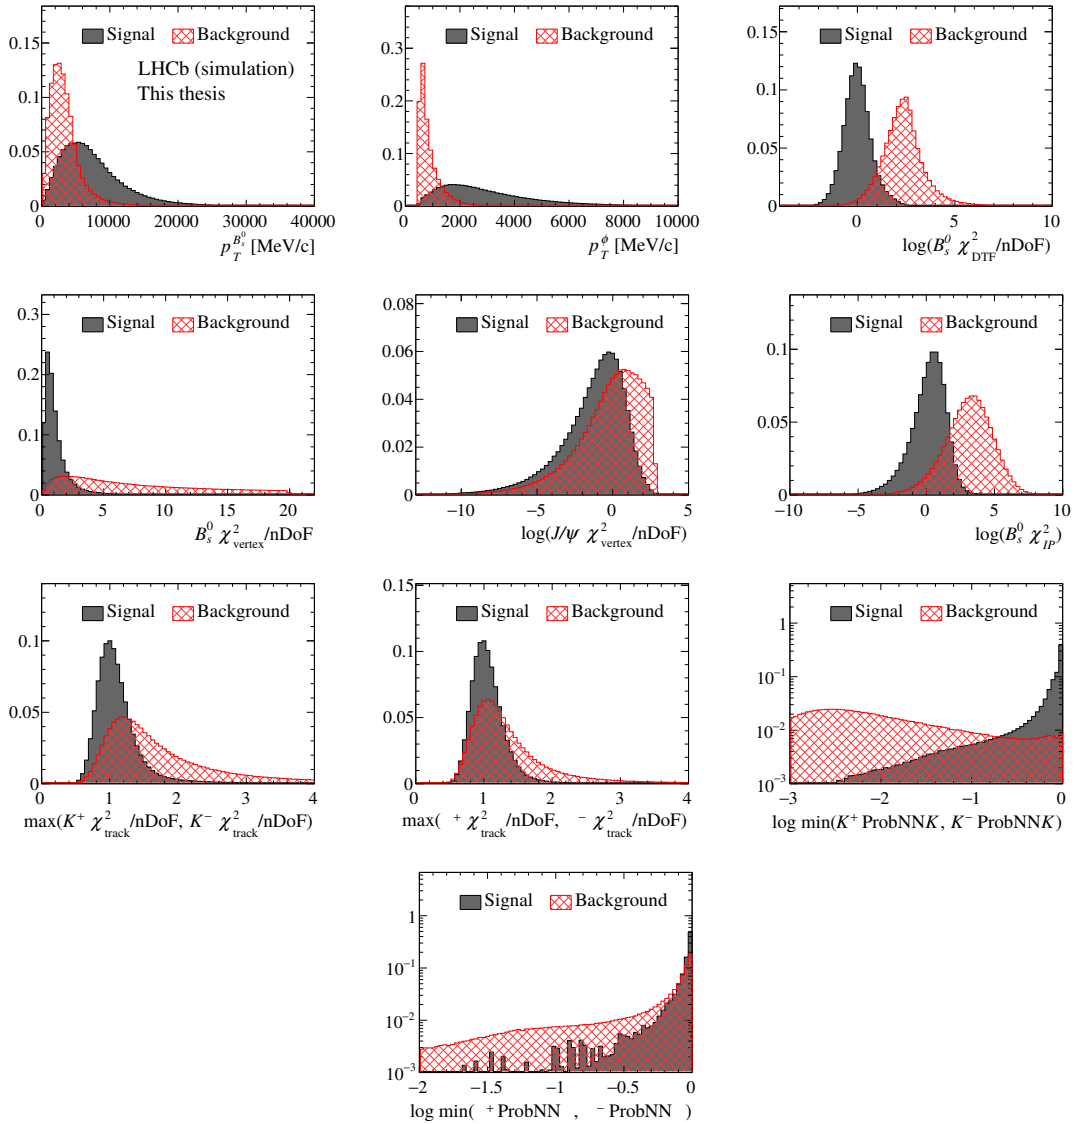 Signal Background
LHCb (simulation)
This thesis
0.15
0.1
0.05
0
0 10000 20000 30000 40000
p_T^{B_s^0} [MeV/c]
Signal Background
0.3
0.2
0.1
0
0 2000 4000 6000 8000 10000
p_T^ϕ [MeV/c]
Signal Background
0.15
0.1
0.05
0
0 5 10
log(B_s^0 χ²_DTF/nDoF)
Signal Background
0.3
0.2
0.1
0
0 5 10 15 20
B_s^0 χ²_vertex/nDoF
Signal Background
0.08
0.06
0.04
0.02
0
−10 −5 0 5
log(J/ψ χ²_vertex/nDoF)
Signal Background
0.1
0.05
0
−10 −5 0 5 10
log(B_s^0 χ²_IP)
Signal Background
0.1
0.05
0
0 1 2 3 4
max(K⁺ χ²_track/nDoF, K⁻ χ²_track/nDoF)
Signal Background
0.15
0.1
0.05
0
0 1 2 3 4
max( ⁺ χ²_track/nDoF, ⁻ χ²_track/nDoF)
Signal Background
1
10⁻¹
10⁻²
10⁻³
−3 −2 −1 0
log min(K⁺ ProbNNK, K⁻ ProbNNK)
Signal Background
1
10⁻¹
10⁻²
10⁻³
−2 −1.5 −1 −0.5 0
log min( ⁺ ProbNN , ⁻ ProbNN )